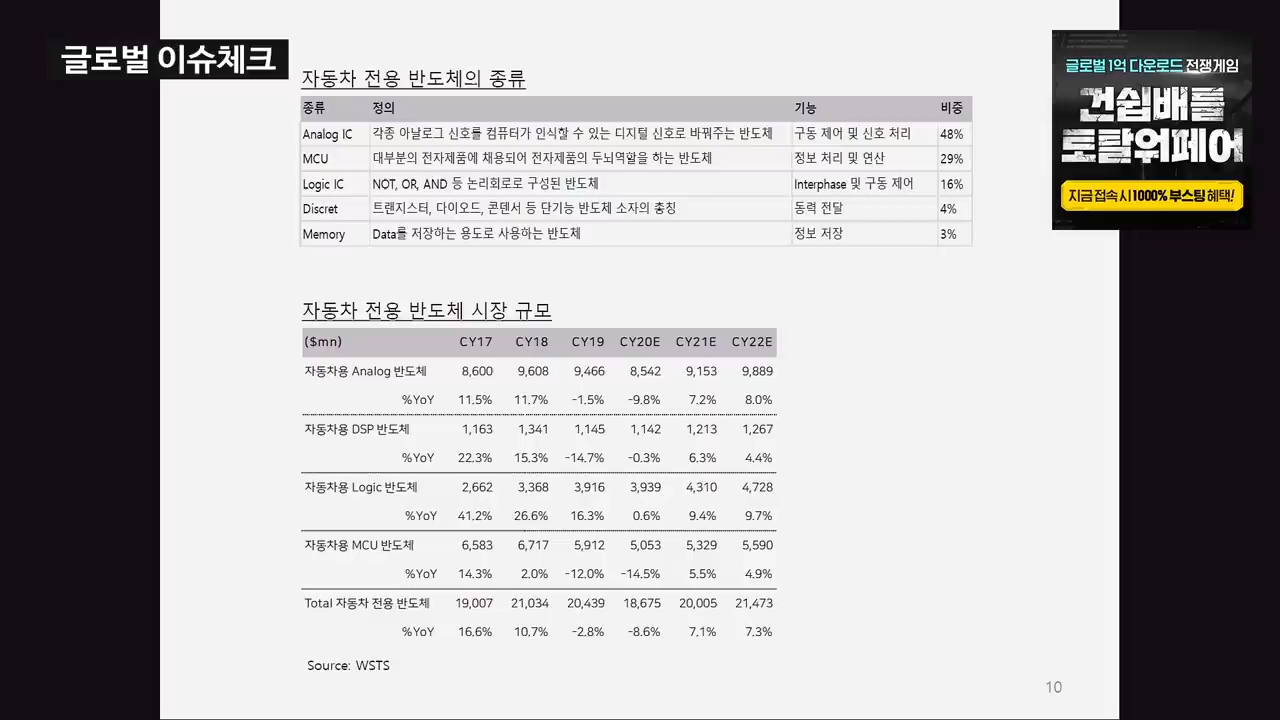 글로벌 이슈체크
글로벌 1억 다운로드 전쟁게임
건쉽배틀
토탈워페어
지금 접속 시 1000% 부스팅 혜택!
자동차 전용 반도체의 종류
종류 정의 기능 비중
Analog IC 각종 아날로그 신호를 컴퓨터가 인식할 수 있는 디지털 신호로 바꿔주는 반도체 구동 제어 및 신호 처리 48%
MCU 대부분의 전자제품에 채용되어 전자제품의 두뇌역할을 하는 반도체 정보 처리 및 연산 29%
Logic IC NOT, OR, AND 등 논리회로로 구성된 반도체 Interphase 및 구동 제어 16%
Discret 트랜지스터, 다이오드, 콘덴서 등 단기능 반도체 소자의 총칭 동력 전달 4%
Memory Data를 저장하는 용도로 사용하는 반도체 정보 저장 3%
자동차 전용 반도체 시장 규모
($mn) CY17 CY18 CY19 CY20E CY21E CY22E
자동차용 Analog 반도체 8,600 9,608 9,466 8,542 9,153 9,889
%YoY 11.5% 11.7% -1.5% -9.8% 7.2% 8.0%
자동차용 DSP 반도체 1,163 1,341 1,145 1,142 1,213 1,267
%YoY 22.3% 15.3% -14.7% -0.3% 6.3% 4.4%
자동차용 Logic 반도체 2,662 3,368 3,916 3,939 4,310 4,728
%YoY 41.2% 26.6% 16.3% 0.6% 9.4% 9.7%
자동차용 MCU 반도체 6,583 6,717 5,912 5,053 5,329 5,590
%YoY 14.3% 2.0% -12.0% -14.5% 5.5% 4.9%
Total 자동차 전용 반도체 19,007 21,034 20,439 18,675 20,005 21,473
%YoY 16.6% 10.7% -2.8% -8.6% 7.1% 7.3%
Source: WSTS
10